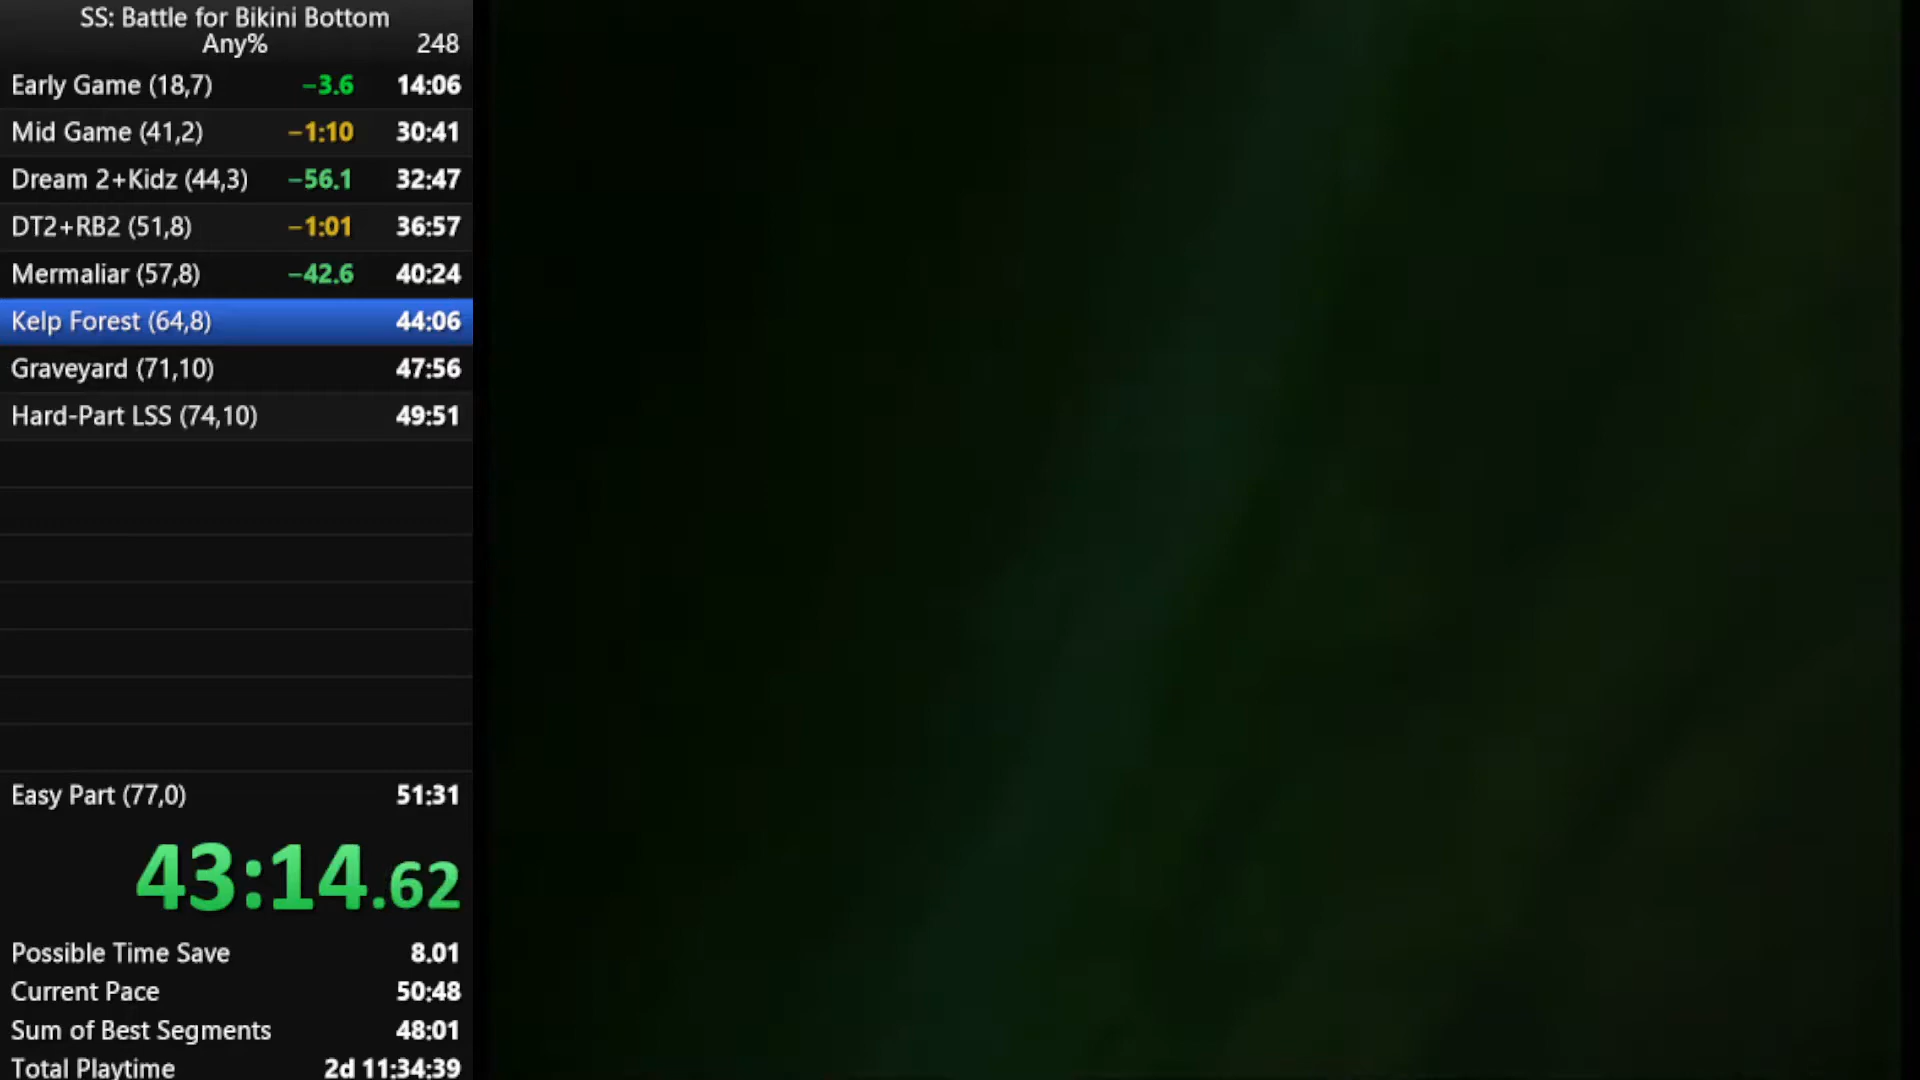 SS: Battle for Bikini Bottom
Any% 248
Early Game (18,7) −3.6 14:06
Mid Game (41,2) −1:10 30:41
Dream 2+Kidz (44,3) −56.1 32:47
DT2+RB2 (51,8) −1:01 36:57
Mermaliar (57,8) −42.6 40:24
Kelp Forest (64,8) 44:06
Graveyard (71,10) 47:56
Hard-Part LSS (74,10) 49:51
Easy Part (77,0) 51:31
43:14.62
Possible Time Save 8.01
Current Pace 50:48
Sum of Best Segments 48:01
Total Playtime 2d 11:34:39